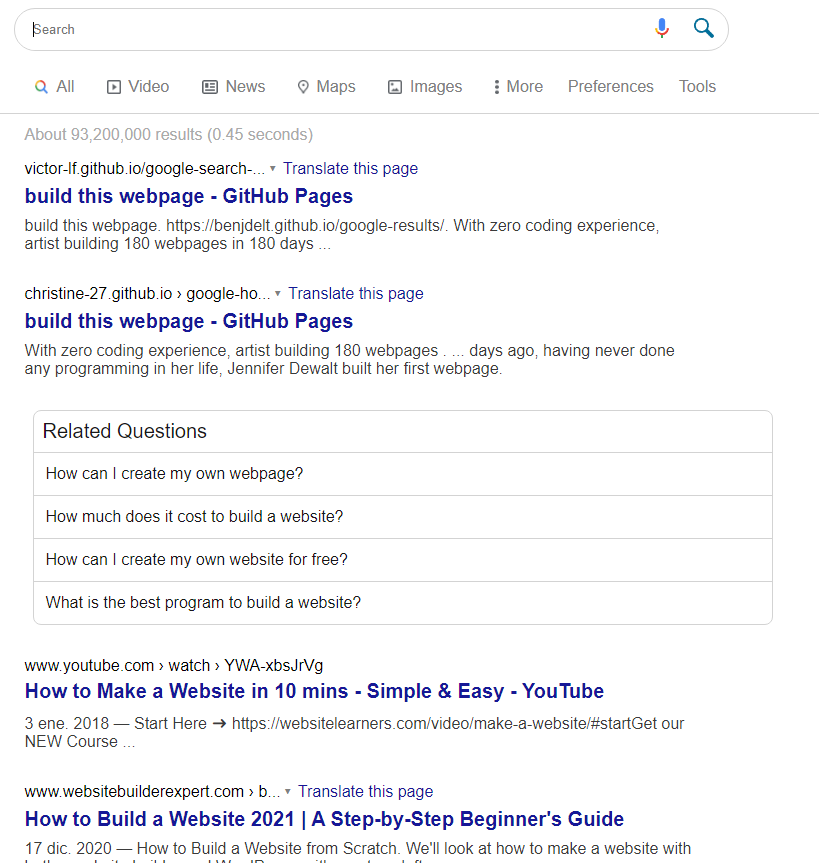 Search
All Video News Maps Images More Preferences Tools
About 93,200,000 results (0.45 seconds)
victor-lf.github.io/google-search-... ▾ Translate this page
build this webpage - GitHub Pages
build this webpage. https://benjdelt.github.io/google-results/. With zero coding experience,
artist building 180 webpages in 180 days ...
christine-27.github.io › google-ho... ▾ Translate this page
build this webpage - GitHub Pages
With zero coding experience, artist building 180 webpages . ... days ago, having never done
any programming in her life, Jennifer Dewalt built her first webpage.
Related Questions
How can I create my own webpage?
How much does it cost to build a website?
How can I create my own website for free?
What is the best program to build a website?
www.youtube.com › watch › YWA-xbsJrVg
How to Make a Website in 10 mins - Simple & Easy - YouTube
3 ene. 2018 — Start Here ➜ https://websitelearners.com/video/make-a-website/#startGet our
NEW Course ...
www.websitebuilderexpert.com › b... ▾ Translate this page
How to Build a Website 2021 | A Step-by-Step Beginner's Guide
17 dic. 2020 — How to Build a Website from Scratch. We'll look at how to make a website with